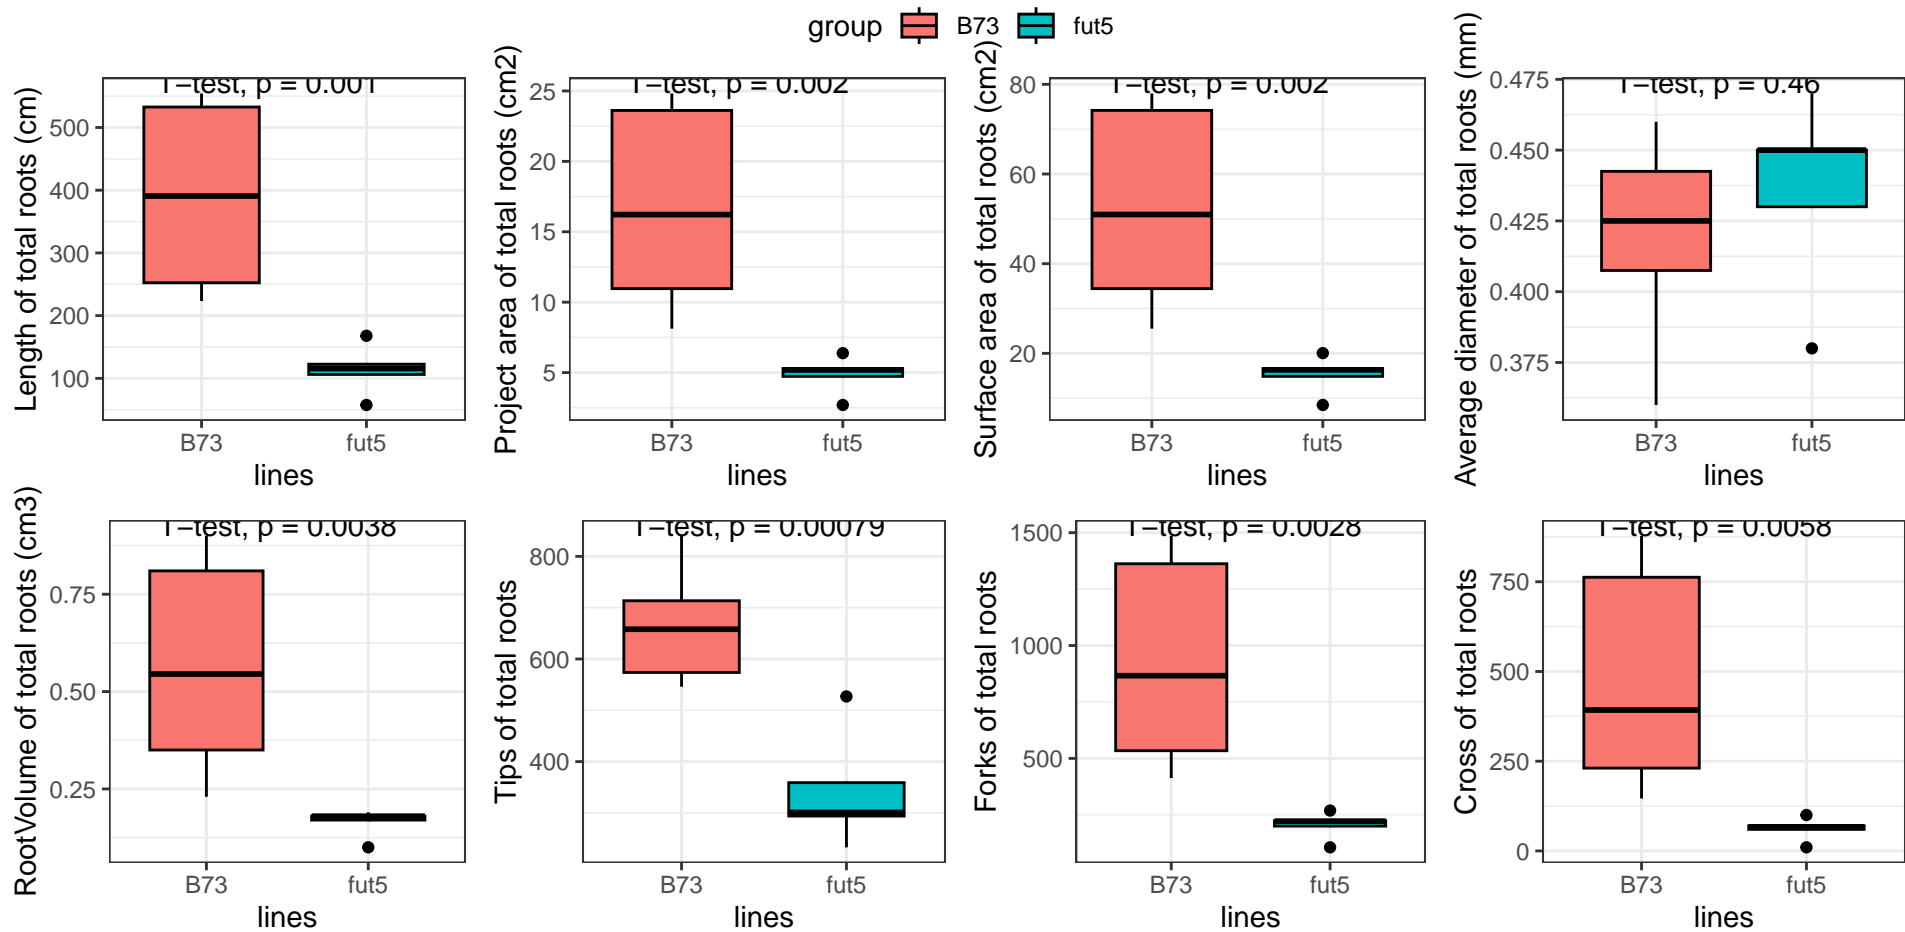 group B73 fut5
Length of total roots (cm)
T−test, p = 0.001
500
400
300
200
100
B73 fut5
lines
Project area of total roots (cm2)
T−test, p = 0.002
25
20
15
10
5
B73 fut5
lines
Surface area of total roots (cm2)
T−test, p = 0.002
80
60
40
20
B73 fut5
lines
Average diameter of total roots (mm)
T−test, p = 0.46
0.475
0.450
0.425
0.400
0.375
B73 fut5
lines
RootVolume of total roots (cm3)
T−test, p = 0.0038
0.75
0.50
0.25
B73 fut5
lines
Tips of total roots
T−test, p = 0.00079
800
600
400
B73 fut5
lines
Forks of total roots
T−test, p = 0.0028
1500
1000
500
B73 fut5
lines
Cross of total roots
T−test, p = 0.0058
750
500
250
0
B73 fut5
lines